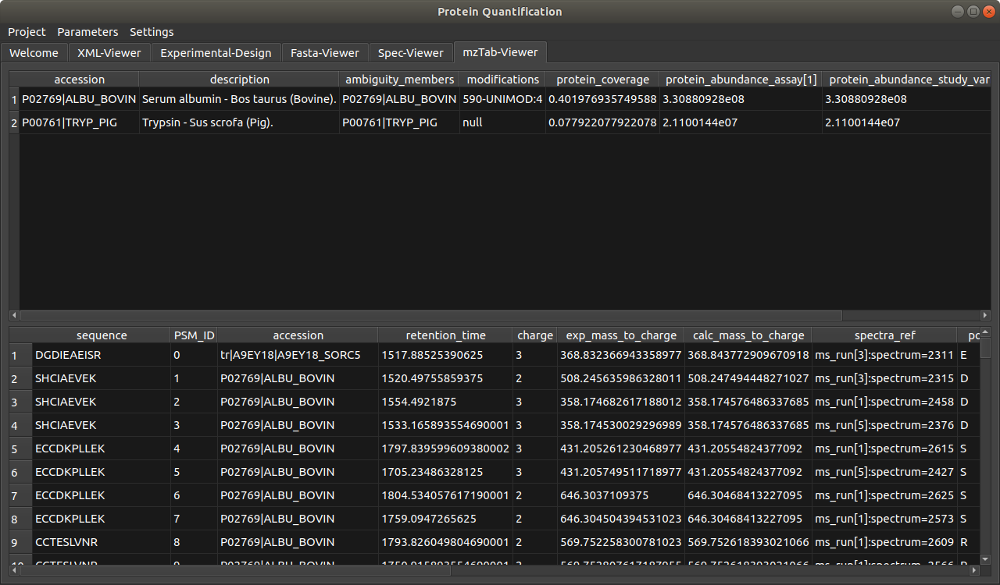 Protein Quantification
Project Parameters Settings
Welcome XML-Viewer Experimental-Design Fasta-Viewer Spec-Viewer mzTab-Viewer
accession description ambiguity_members modifications protein_coverage protein_abundance_assay[1] protein_abundance_study_var
1 P02769|ALBU_BOVIN Serum albumin - Bos taurus (Bovine). P02769|ALBU_BOVIN 590-UNIMOD:4 0.401976935749588 3.30880928e08 3.30880928e08
2 P00761|TRYP_PIG Trypsin - Sus scrofa (Pig). P00761|TRYP_PIG null 0.077922077922078 2.1100144e07 2.1100144e07
sequence PSM_ID accession retention_time charge exp_mass_to_charge calc_mass_to_charge spectra_ref
1 DGDIEAEISR 0 tr|A9EY18|A9EY18_SORC5 1517.88525390625 3 368.832366943358977 368.843772909670918 ms_run[3]:spectrum=2311 E
2 SHCIAEVEK 1 P02769|ALBU_BOVIN 1520.49755859375 2 508.245635986328011 508.247494448271027 ms_run[3]:spectrum=2315 D
3 SHCIAEVEK 2 P02769|ALBU_BOVIN 1554.4921875 3 358.174682617188012 358.174576486337685 ms_run[1]:spectrum=2458 D
4 SHCIAEVEK 3 P02769|ALBU_BOVIN 1533.165893554690001 3 358.174530029296989 358.174576486337685 ms_run[5]:spectrum=2376 D
5 ECCDKPLLEK 4 P02769|ALBU_BOVIN 1797.839599609380002 3 431.205261230468977 431.20554824377092 ms_run[1]:spectrum=2615 S
6 ECCDKPLLEK 5 P02769|ALBU_BOVIN 1705.23486328125 3 431.205749511718977 431.20554824377092 ms_run[5]:spectrum=2427 S
7 ECCDKPLLEK 6 P02769|ALBU_BOVIN 1804.534057617190001 2 646.3037109375 646.30468413227095 ms_run[1]:spectrum=2625 S
8 ECCDKPLLEK 7 P02769|ALBU_BOVIN 1759.0947265625 2 646.304504394531023 646.30468413227095 ms_run[1]:spectrum=2573 S
9 CCTESLVNR 8 P02769|ALBU_BOVIN 1793.826049804690001 2 569.752258300781023 569.752618393021066 ms_run[1]:spectrum=2609 R